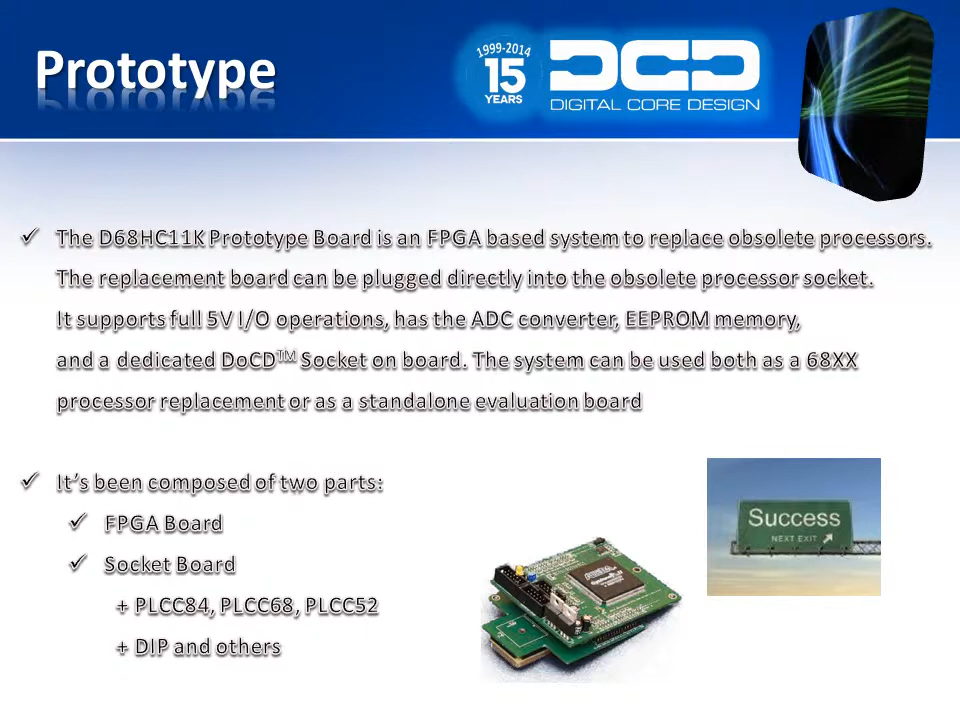 Prototype
1999-2014
15
YEARS
DCD
DIGITAL CORE DESIGN
The D68HC11K Prototype Board is an FPGA based system to replace obsolete processors.
The replacement board can be plugged directly into the obsolete processor socket.
It supports full 5V I/O operations, has the ADC converter, EEPROM memory,
and a dedicated DoCD™ Socket on board. The system can be used both as a 68XX
processor replacement or as a standalone evaluation board
It’s been composed of two parts:
FPGA Board
Socket Board
+ PLCC84, PLCC68, PLCC52
+ DIP and others
Success
NEXT EXIT